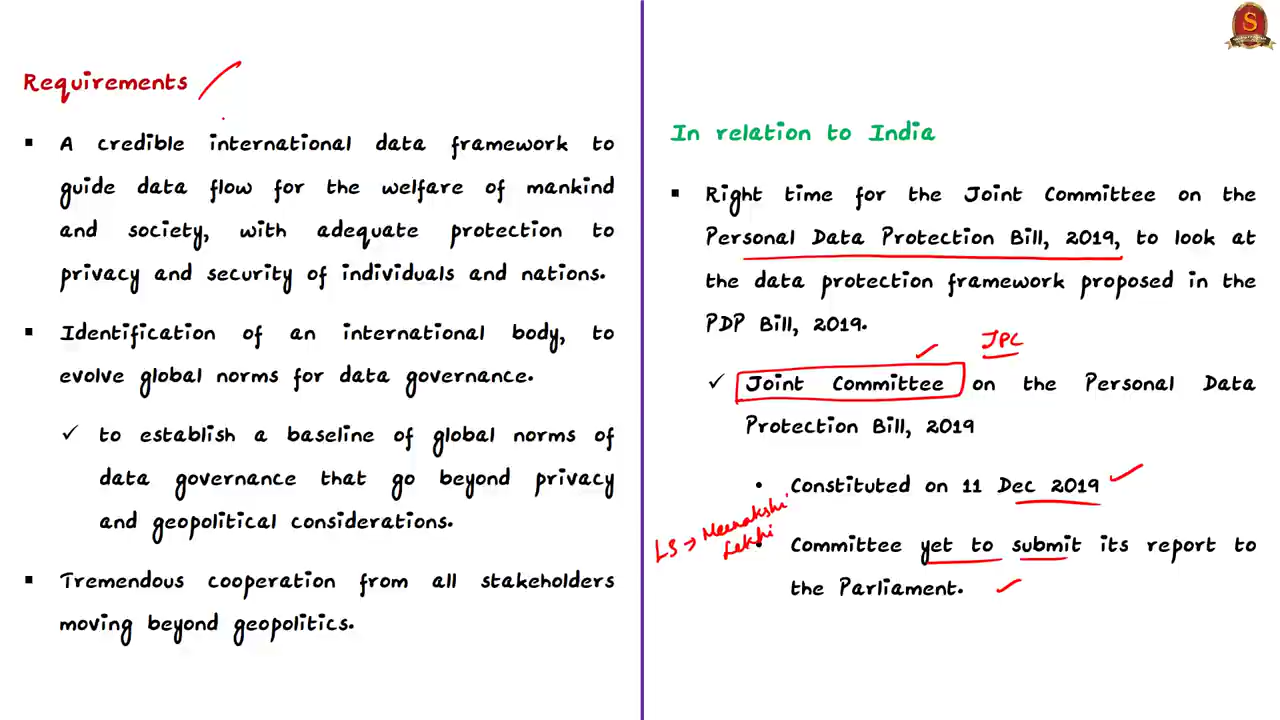 Requirements
▪ A credible international data framework to
guide data flow for the welfare of mankind
and society, with adequate protection to
privacy and security of individuals and nations.
▪ Identification of an international body, to
evolve global norms for data governance.
✓ to establish a baseline of global norms of
data governance that go beyond privacy
and geopolitical considerations.
▪ Tremendous cooperation from all stakeholders
moving beyond geopolitics.
In relation to India
▪ Right time for the Joint Committee on the
Personal Data Protection Bill, 2019, to look at
the data protection framework proposed in the
PDP Bill, 2019.
JPC
✓ Joint Committee on the Personal Data
Protection Bill, 2019
• Constituted on 11 Dec 2019
LS → Meenakshi
Lekhi
• Committee yet to submit its report to
the Parliament.
S